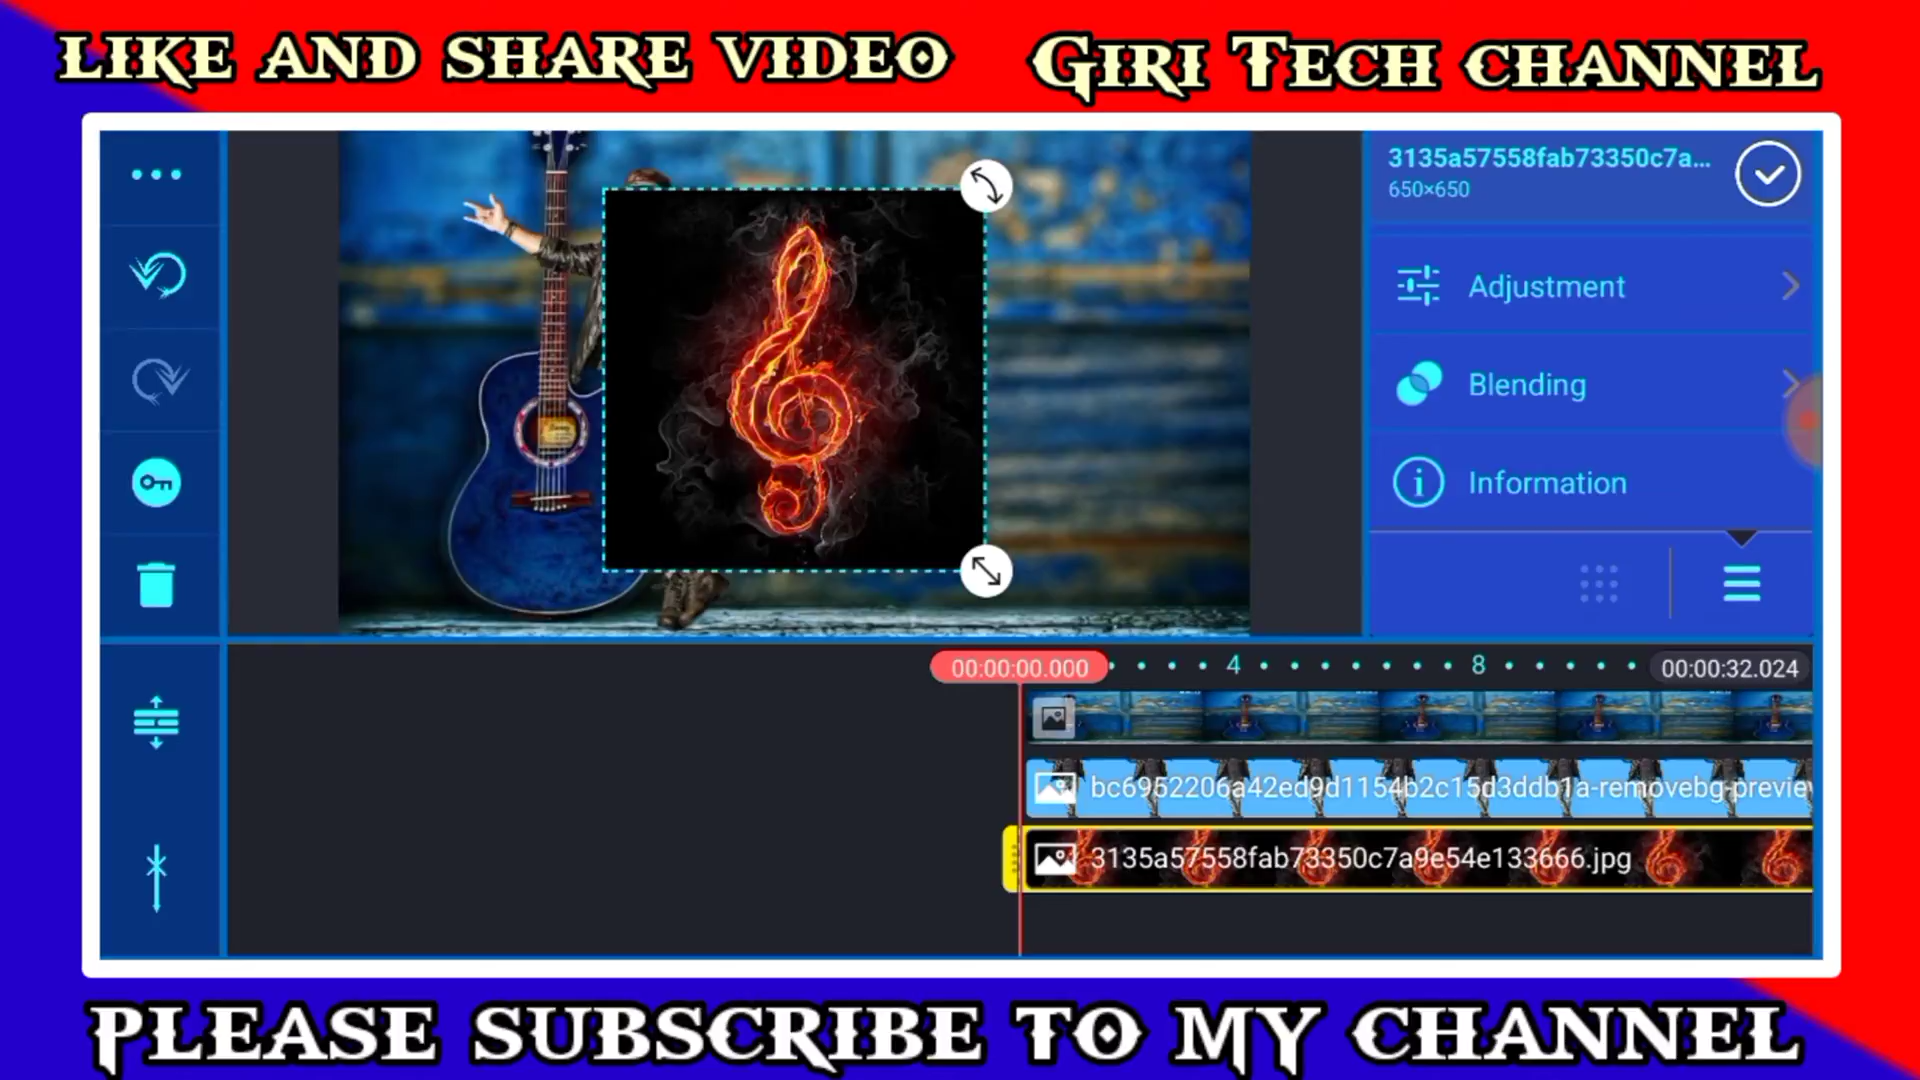 LIKE AND SHARE VIDEO
GIRI TECH CHANNEL
3135a57558fab73350c7a...
650×650
Adjustment
Blending
Information
00:00:00.000
4
8
00:00:32.024
bc6952206a42ed9d1154b2c15d3ddb1a-removebg-preview
3135a57558fab73350c7a9e54e133666.jpg
PLEASE SUBSCRIBE TO MY CHANNEL